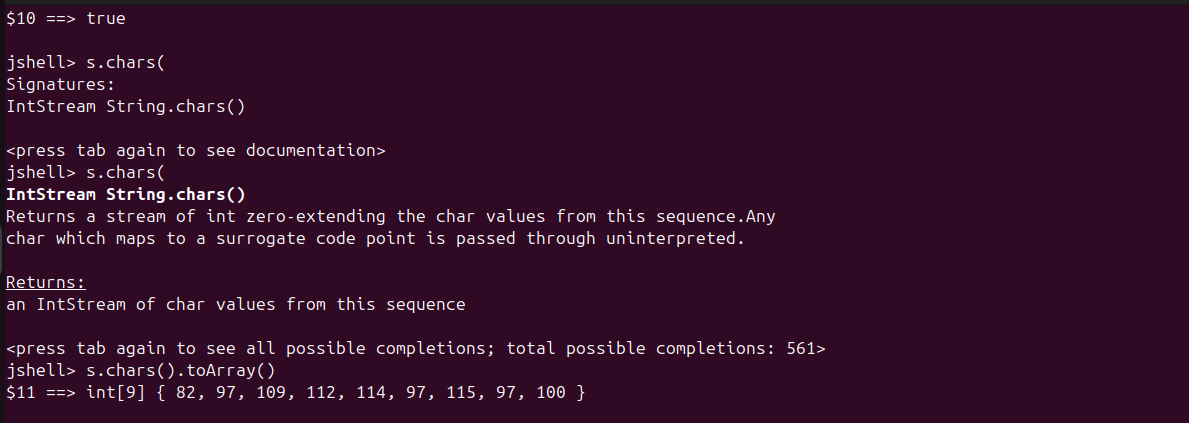 $10 ==> true
jshell> s.chars(
Signatures:
IntStream String.chars()
<press tab again to see documentation>
jshell> s.chars(
IntStream String.chars()
Returns a stream of int zero-extending the char values from this sequence.Any
char which maps to a surrogate code point is passed through uninterpreted.
Returns:
an IntStream of char values from this sequence
<press tab again to see all possible completions; total possible completions: 561>
jshell> s.chars().toArray()
$11 ==> int[9] { 82, 97, 109, 112, 114, 97, 115, 97, 100 }